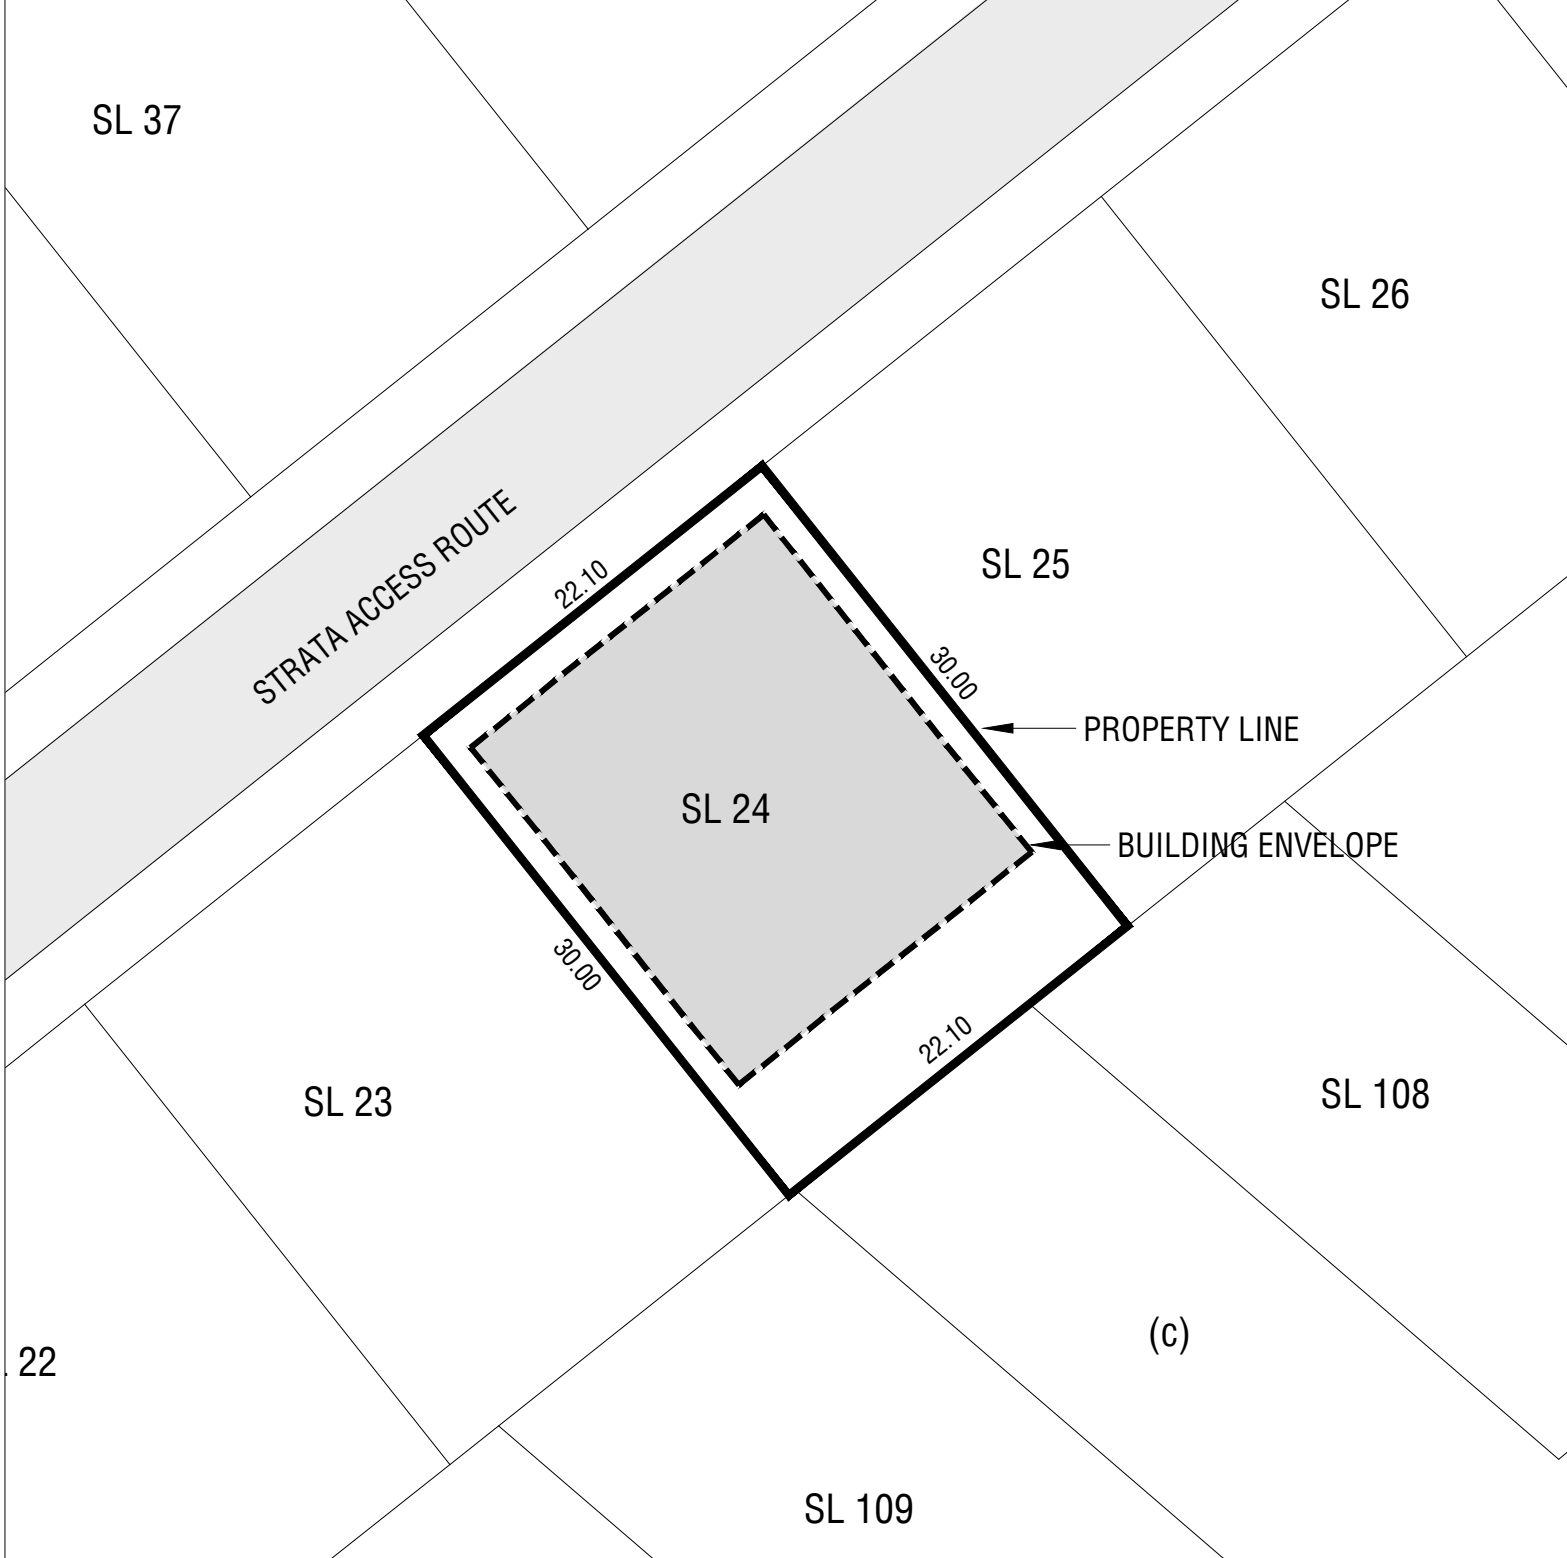 SL 37
SL 26
STRATA ACCESS ROUTE
22.10
SL 25
30.00
PROPERTY LINE
SL 24
BUILDING ENVELOPE
30.00
22.10
SL 23
SL 108
(c)
. 22
SL 109